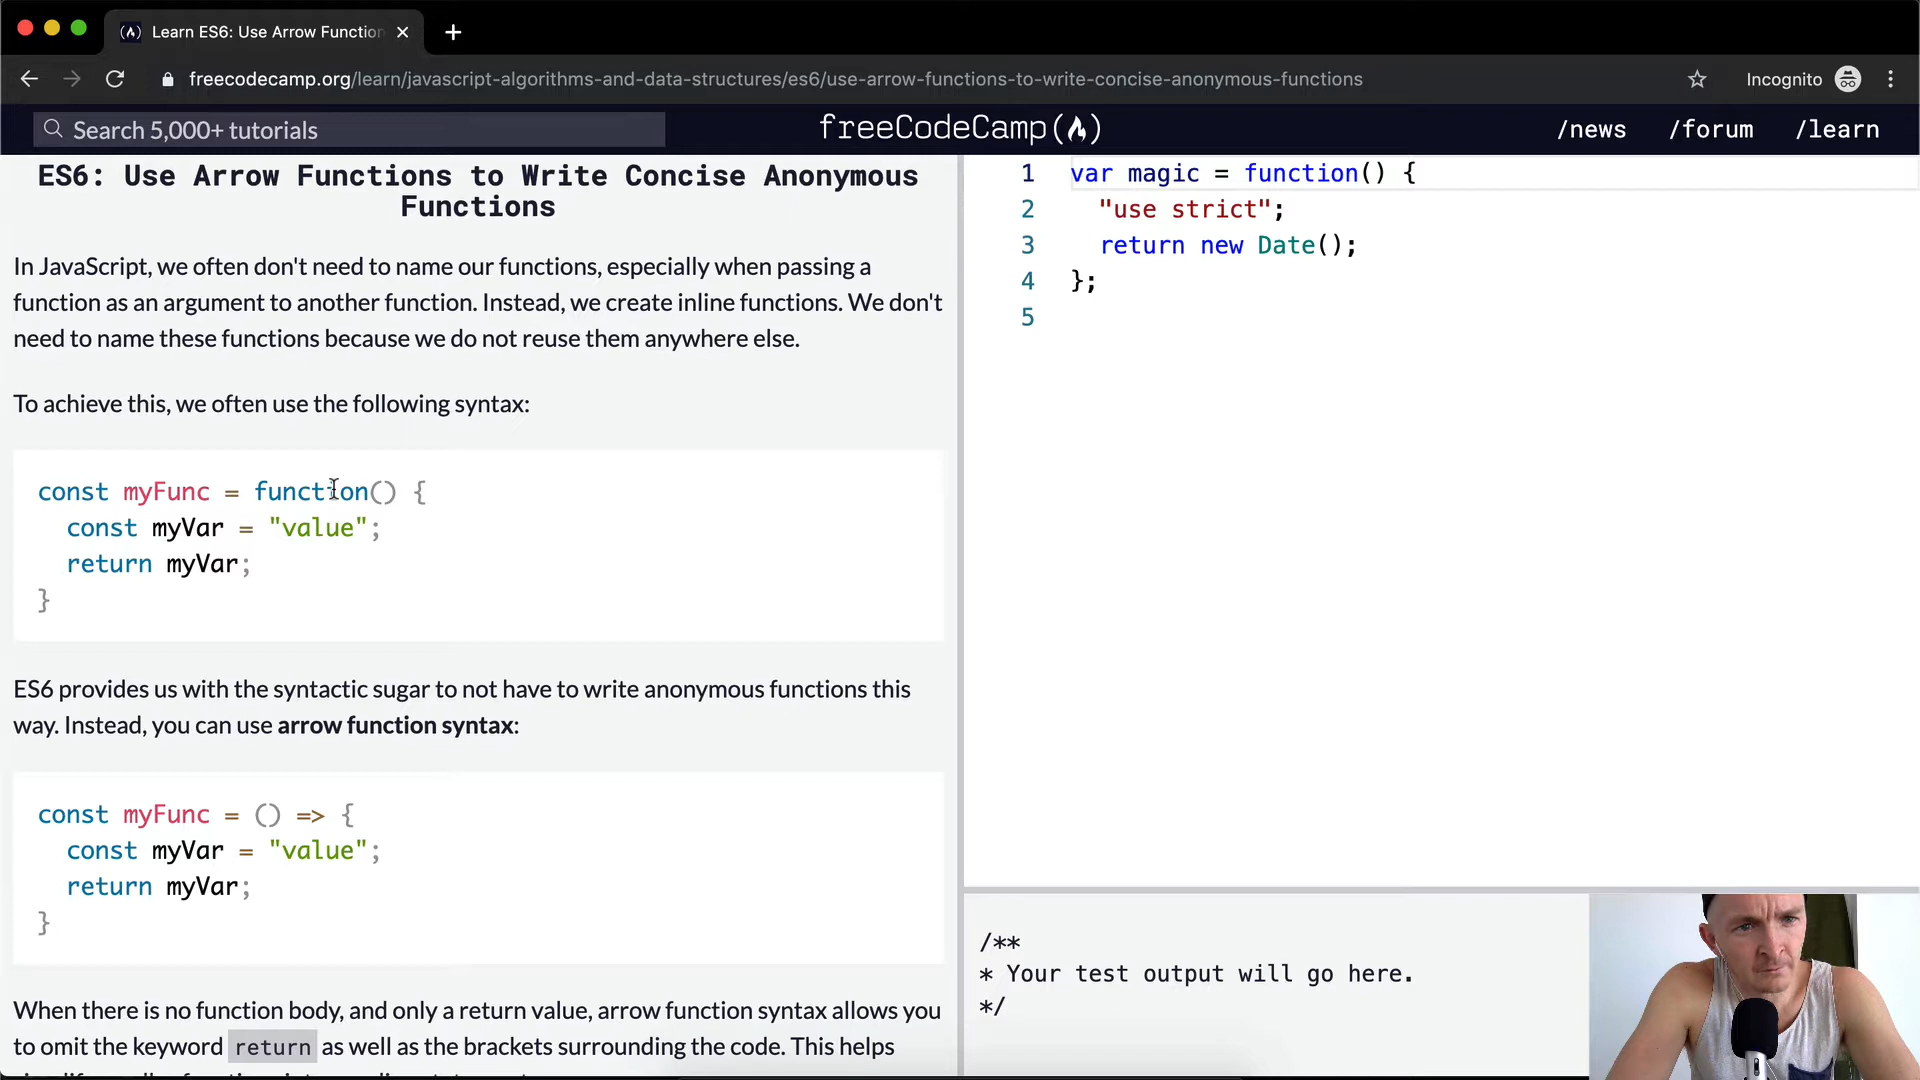 Learn ES6: Use Arrow Function
freecodecamp.org/learn/javascript-algorithms-and-data-structures/es6/use-arrow-functions-to-write-concise-anonymous-functions
Incognito
Search 5,000+ tutorials
freeCodeCamp
/news /forum /learn
ES6: Use Arrow Functions to Write Concise Anonymous
Functions
In JavaScript, we often don't need to name our functions, especially when passing a
function as an argument to another function. Instead, we create inline functions. We don't
need to name these functions because we do not reuse them anywhere else.
To achieve this, we often use the following syntax:
const myFunc = function() {
const myVar = "value";
return myVar;
}
ES6 provides us with the syntactic sugar to not have to write anonymous functions this
way. Instead, you can use arrow function syntax:
const myFunc = () => {
const myVar = "value";
return myVar;
}
When there is no function body, and only a return value, arrow function syntax allows you
to omit the keyword return as well as the brackets surrounding the code. This helps
1 var magic = function() {
2 "use strict";
3 return new Date();
4 };
5
/**
* Your test output will go here.
*/